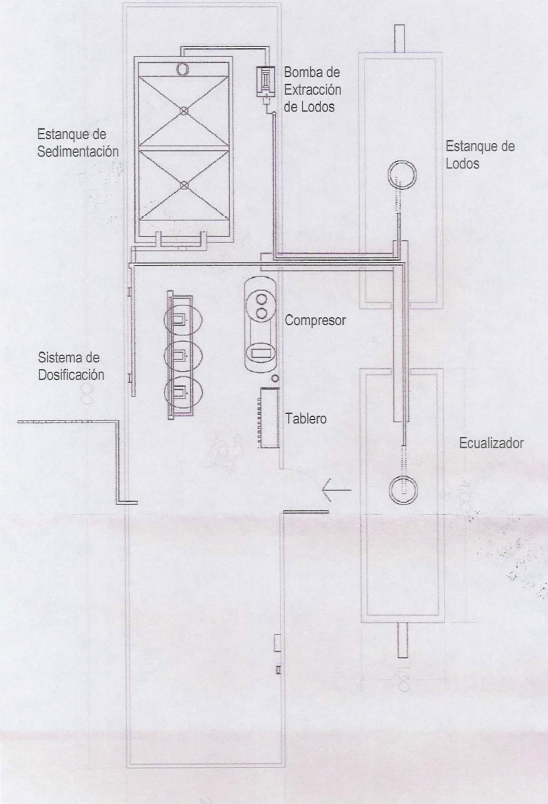 Bomba de
Extracción
de Lodos
Estanque de
Sedimentación
Estanque de
Lodos
Compresor
Sistema de
Dosificación
Tablero
Ecualizador